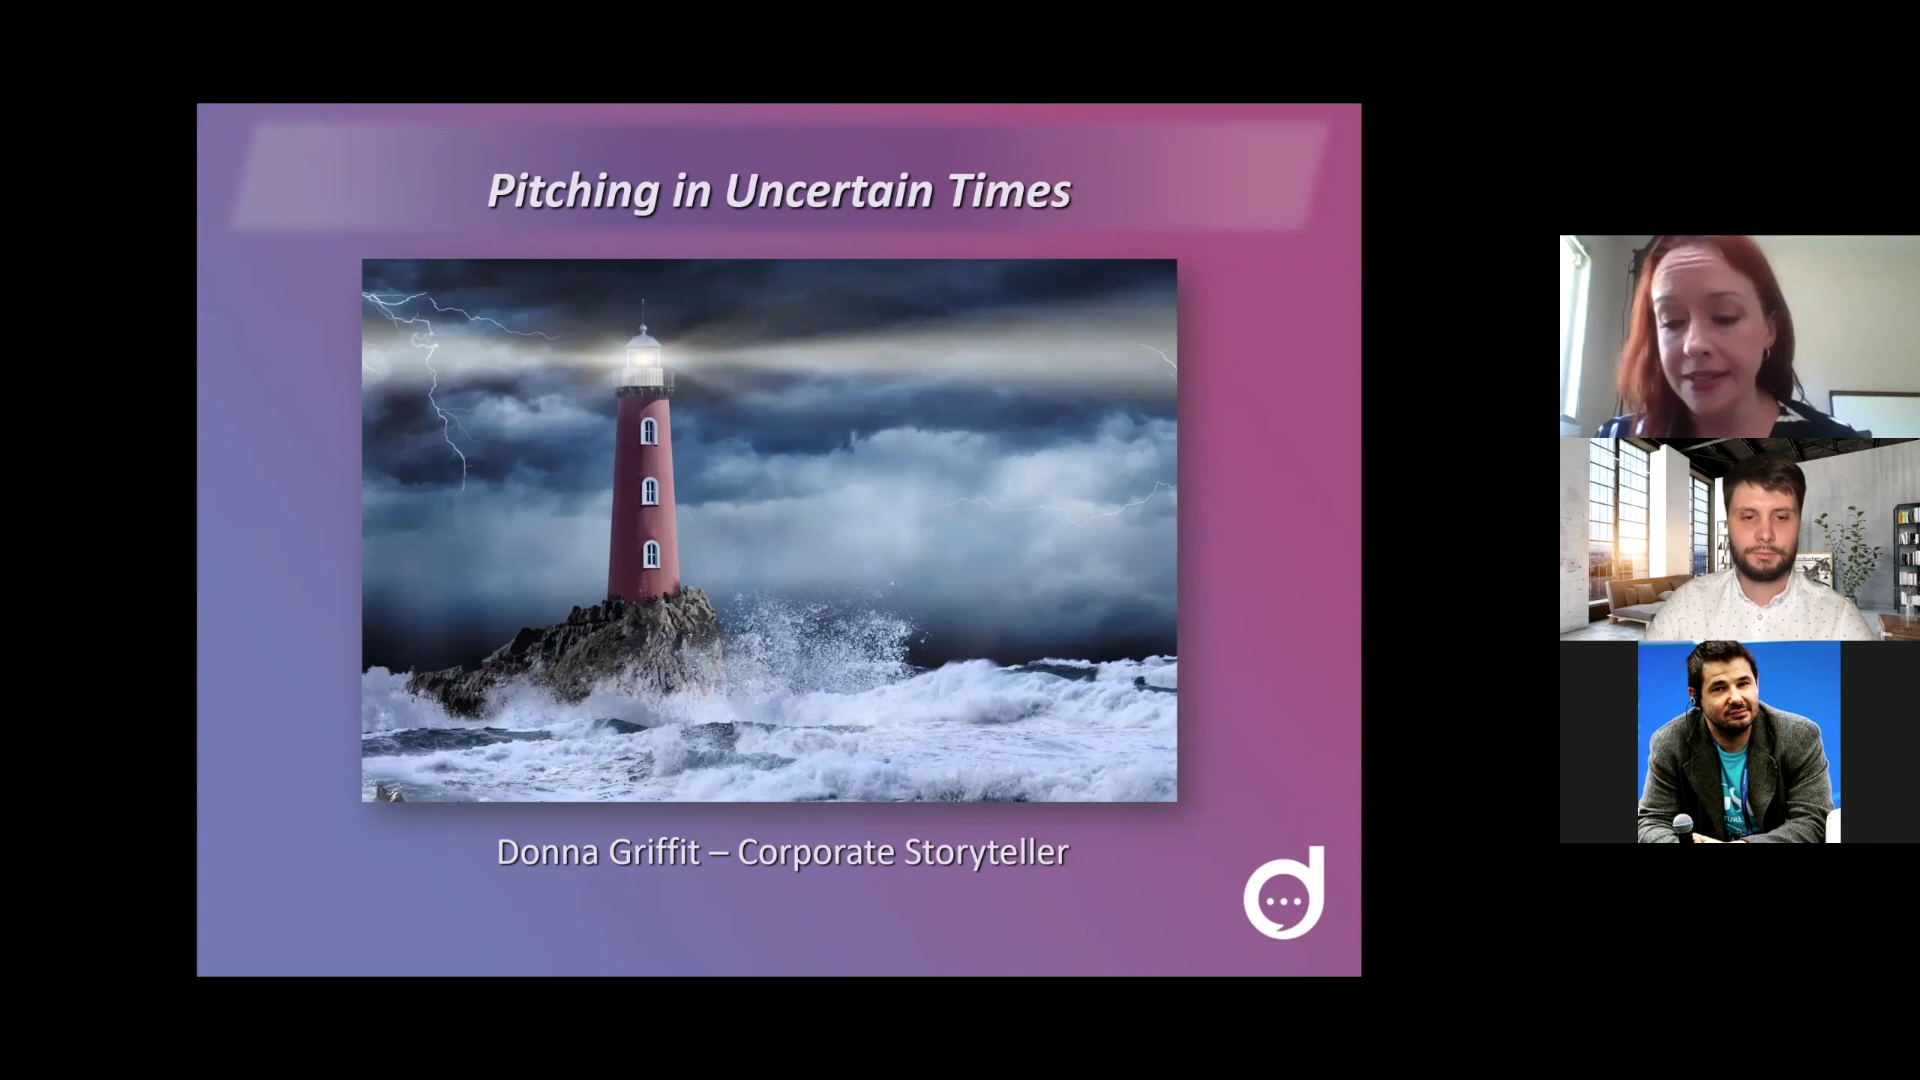 Pitching in Uncertain Times
Donna Griffit – Corporate Storyteller